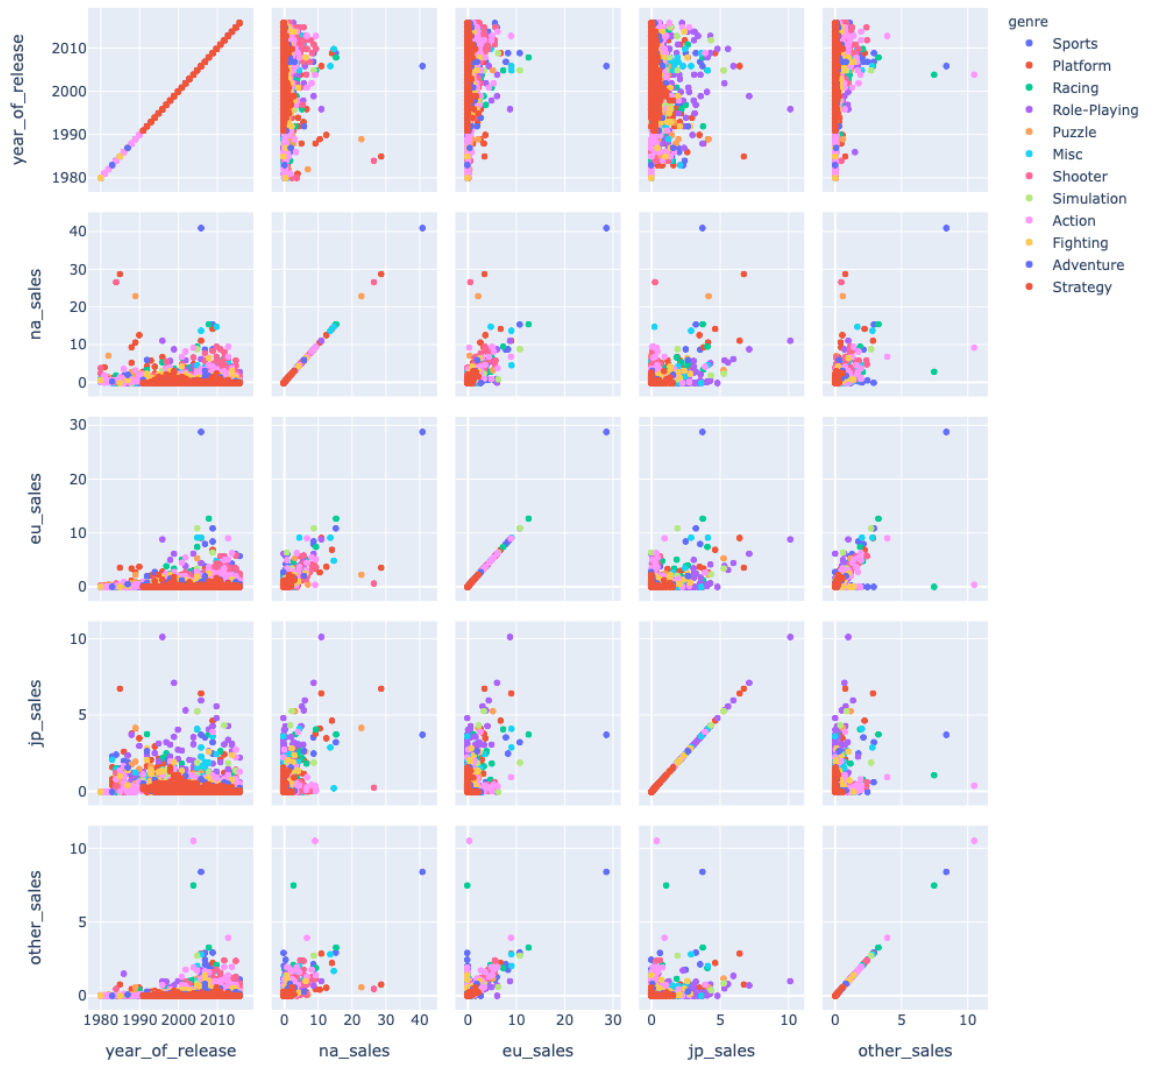 genre
Sports
Platform
Racing
Role-Playing
Puzzle
Misc
Shooter
Simulation
Action
Fighting
Adventure
Strategy
year_of_release
2010
2000
1990
1980
na_sales
40
30
20
10
0
eu_sales
30
20
10
0
jp_sales
10
5
0
other_sales
10
5
0
1980 1990 2000 2010
0 10 20 30 40
0 10 20 30
0 5 10
0 5 10
year_of_release
na_sales
eu_sales
jp_sales
other_sales